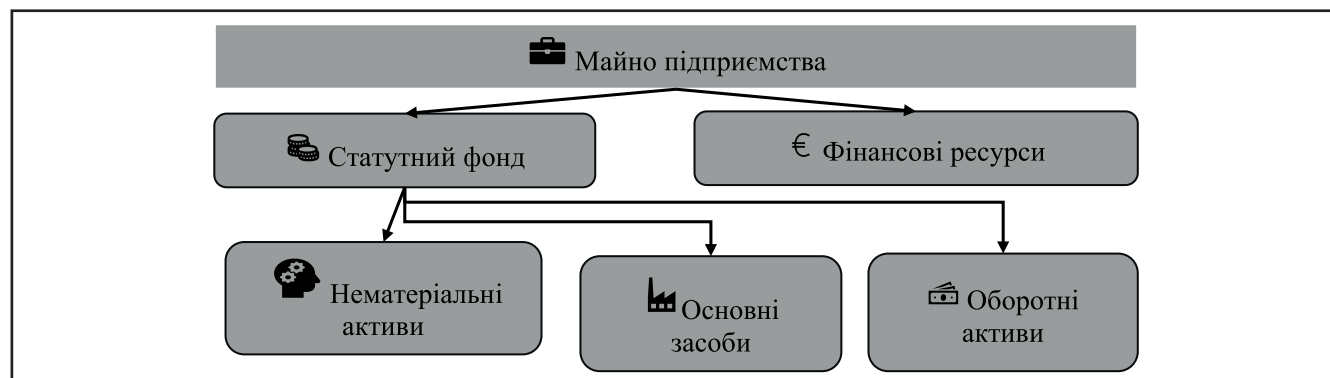 Майно підприємства
Статутний фонд
€ Фінансові ресурси
Нематеріальні
активи
Основні
засоби
Оборотні
активи